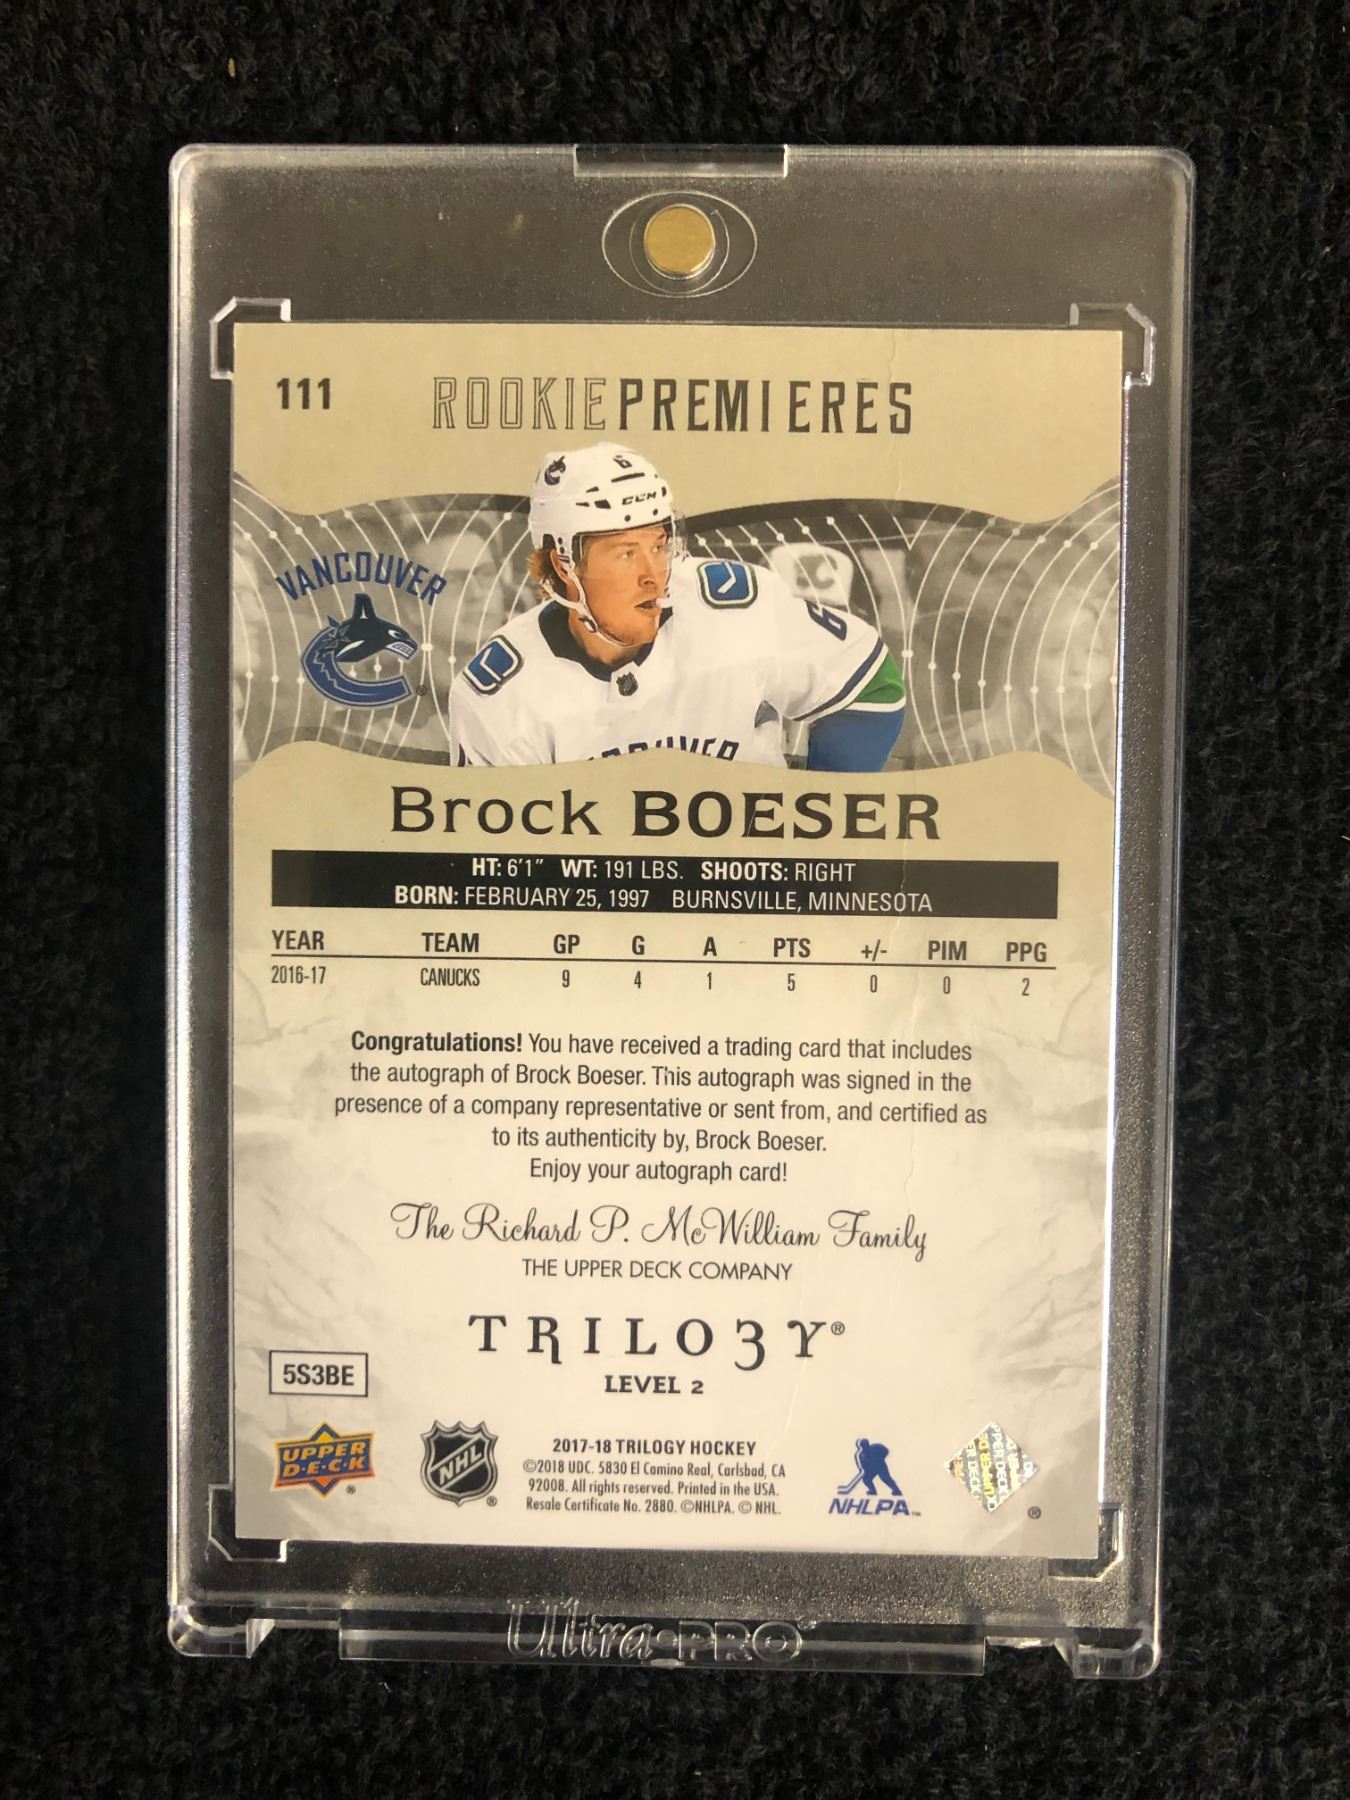 111
ROOKIE PREMIERES
6
CCM
6
VANCOUVER
®
Brock BOESER
HT: 6'1" WT: 191 LBS. SHOOTS: RIGHT
BORN: FEBRUARY 25, 1997 BURNSVILLE, MINNESOTA
YEAR TEAM GP G A PTS +/- PIM PPG
2016-17 CANUCKS 9 4 1 5 0 0 2
Congratulations! You have received a trading card that includes
the autograph of Brock Boeser. This autograph was signed in the
presence of a company representative or sent from, and certified as
to its authenticity by, Brock Boeser.
Enjoy your autograph card!
The Richard P. McWilliam Family
THE UPPER DECK COMPANY
TRILO3Y®
LEVEL 2
5S3BE
UPPER
D·E·C·K
®
NHL
®
2017-18 TRILOGY HOCKEY
©2018 UDC. 5830 El Camino Real, Carlsbad, CA
92008. All rights reserved. Printed in the USA.
Resale Certificate No. 2880. ©NHLPA. © NHL.
NHLPA™
®
Ultra·PRO®